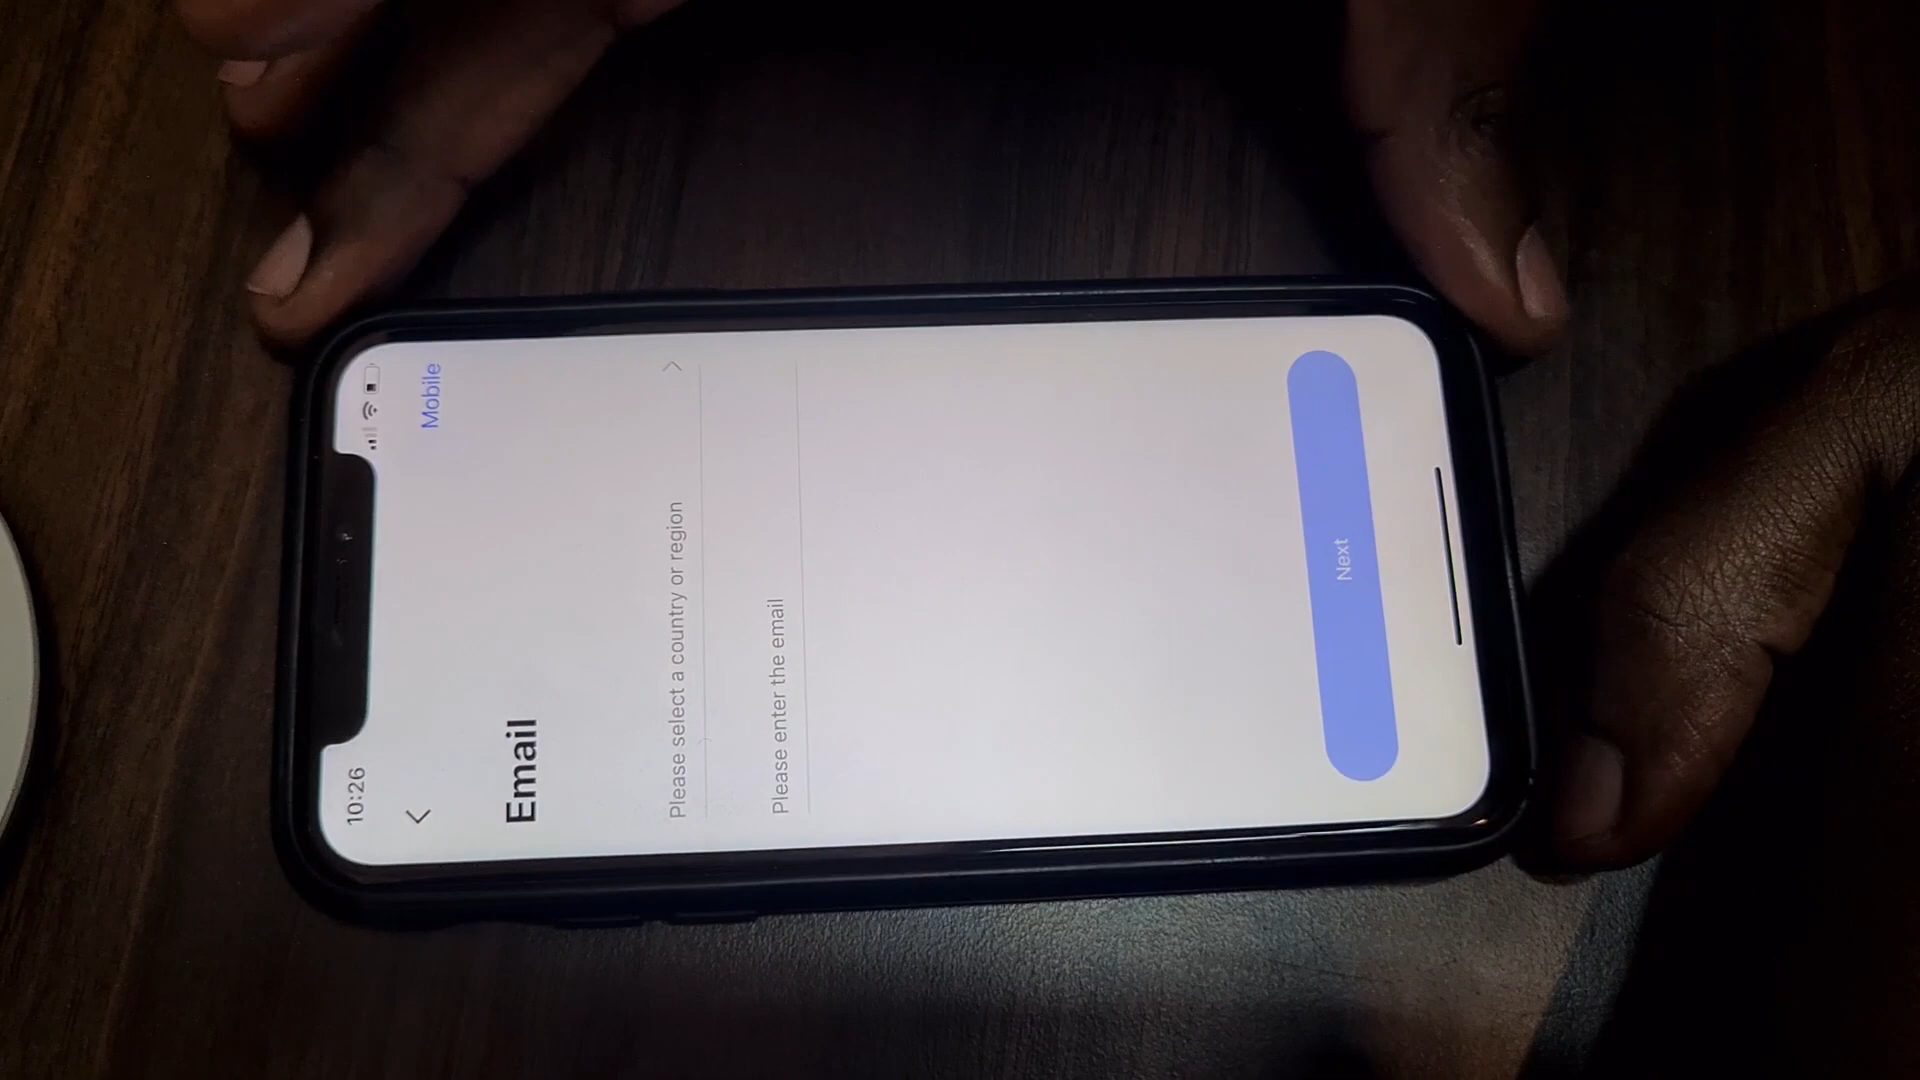 10:26
Mobile
Email
Please select a country or region
Please enter the email
Next